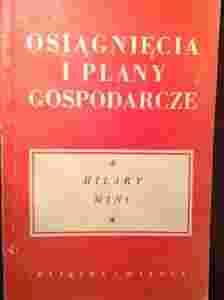 OSIĄGNIĘCIA
I PLANY
GOSPODARCZE
HILARY
MINC